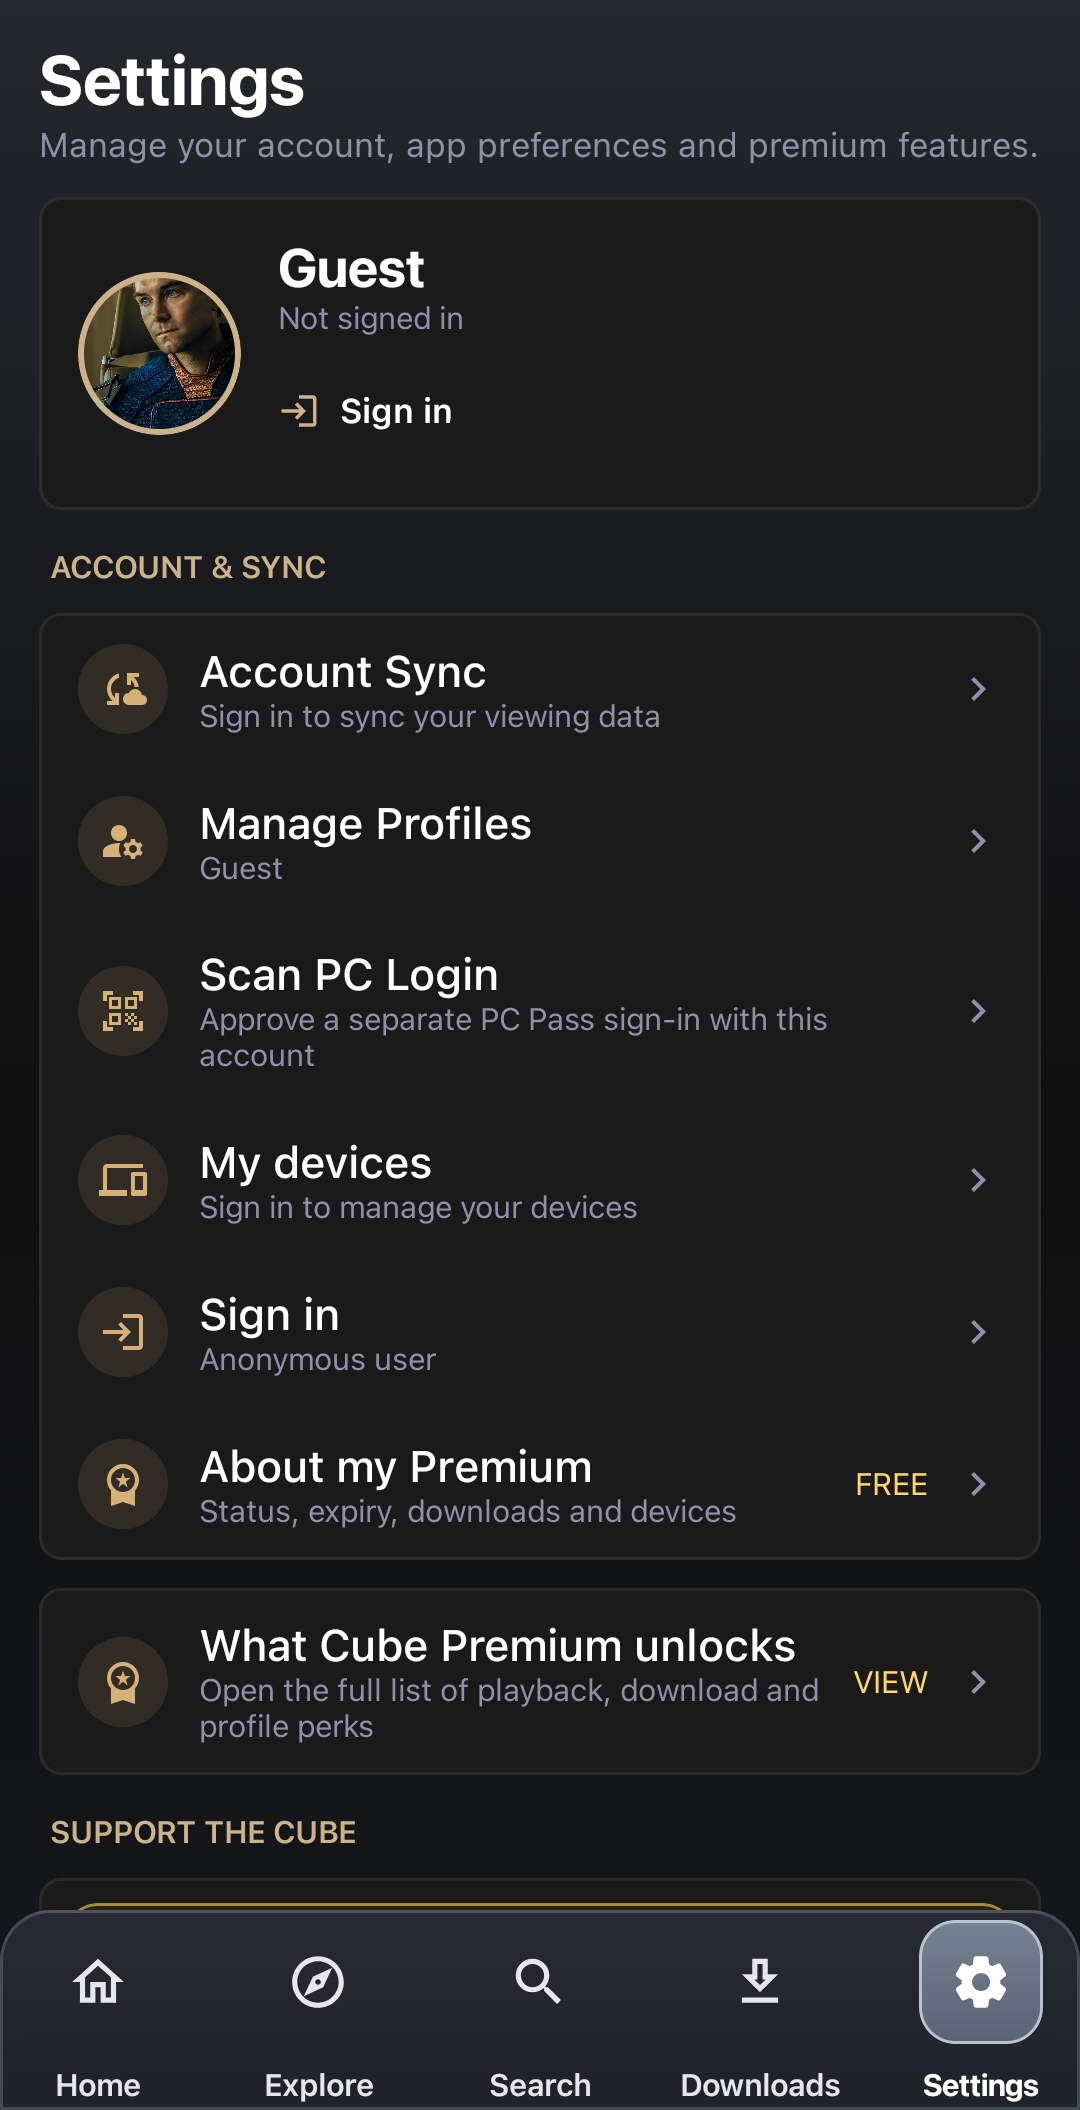 Settings
Manage your account, app preferences and premium features.
Guest
Not signed in
Sign in
ACCOUNT & SYNC
Account Sync
Sign in to sync your viewing data
Manage Profiles
Guest
Scan PC Login
Approve a separate PC Pass sign-in with this
account
My devices
Sign in to manage your devices
Sign in
Anonymous user
About my Premium
Status, expiry, downloads and devices
FREE
What Cube Premium unlocks
Open the full list of playback, download and
profile perks
VIEW
SUPPORT THE CUBE
Home
Explore
Search
Downloads
Settings